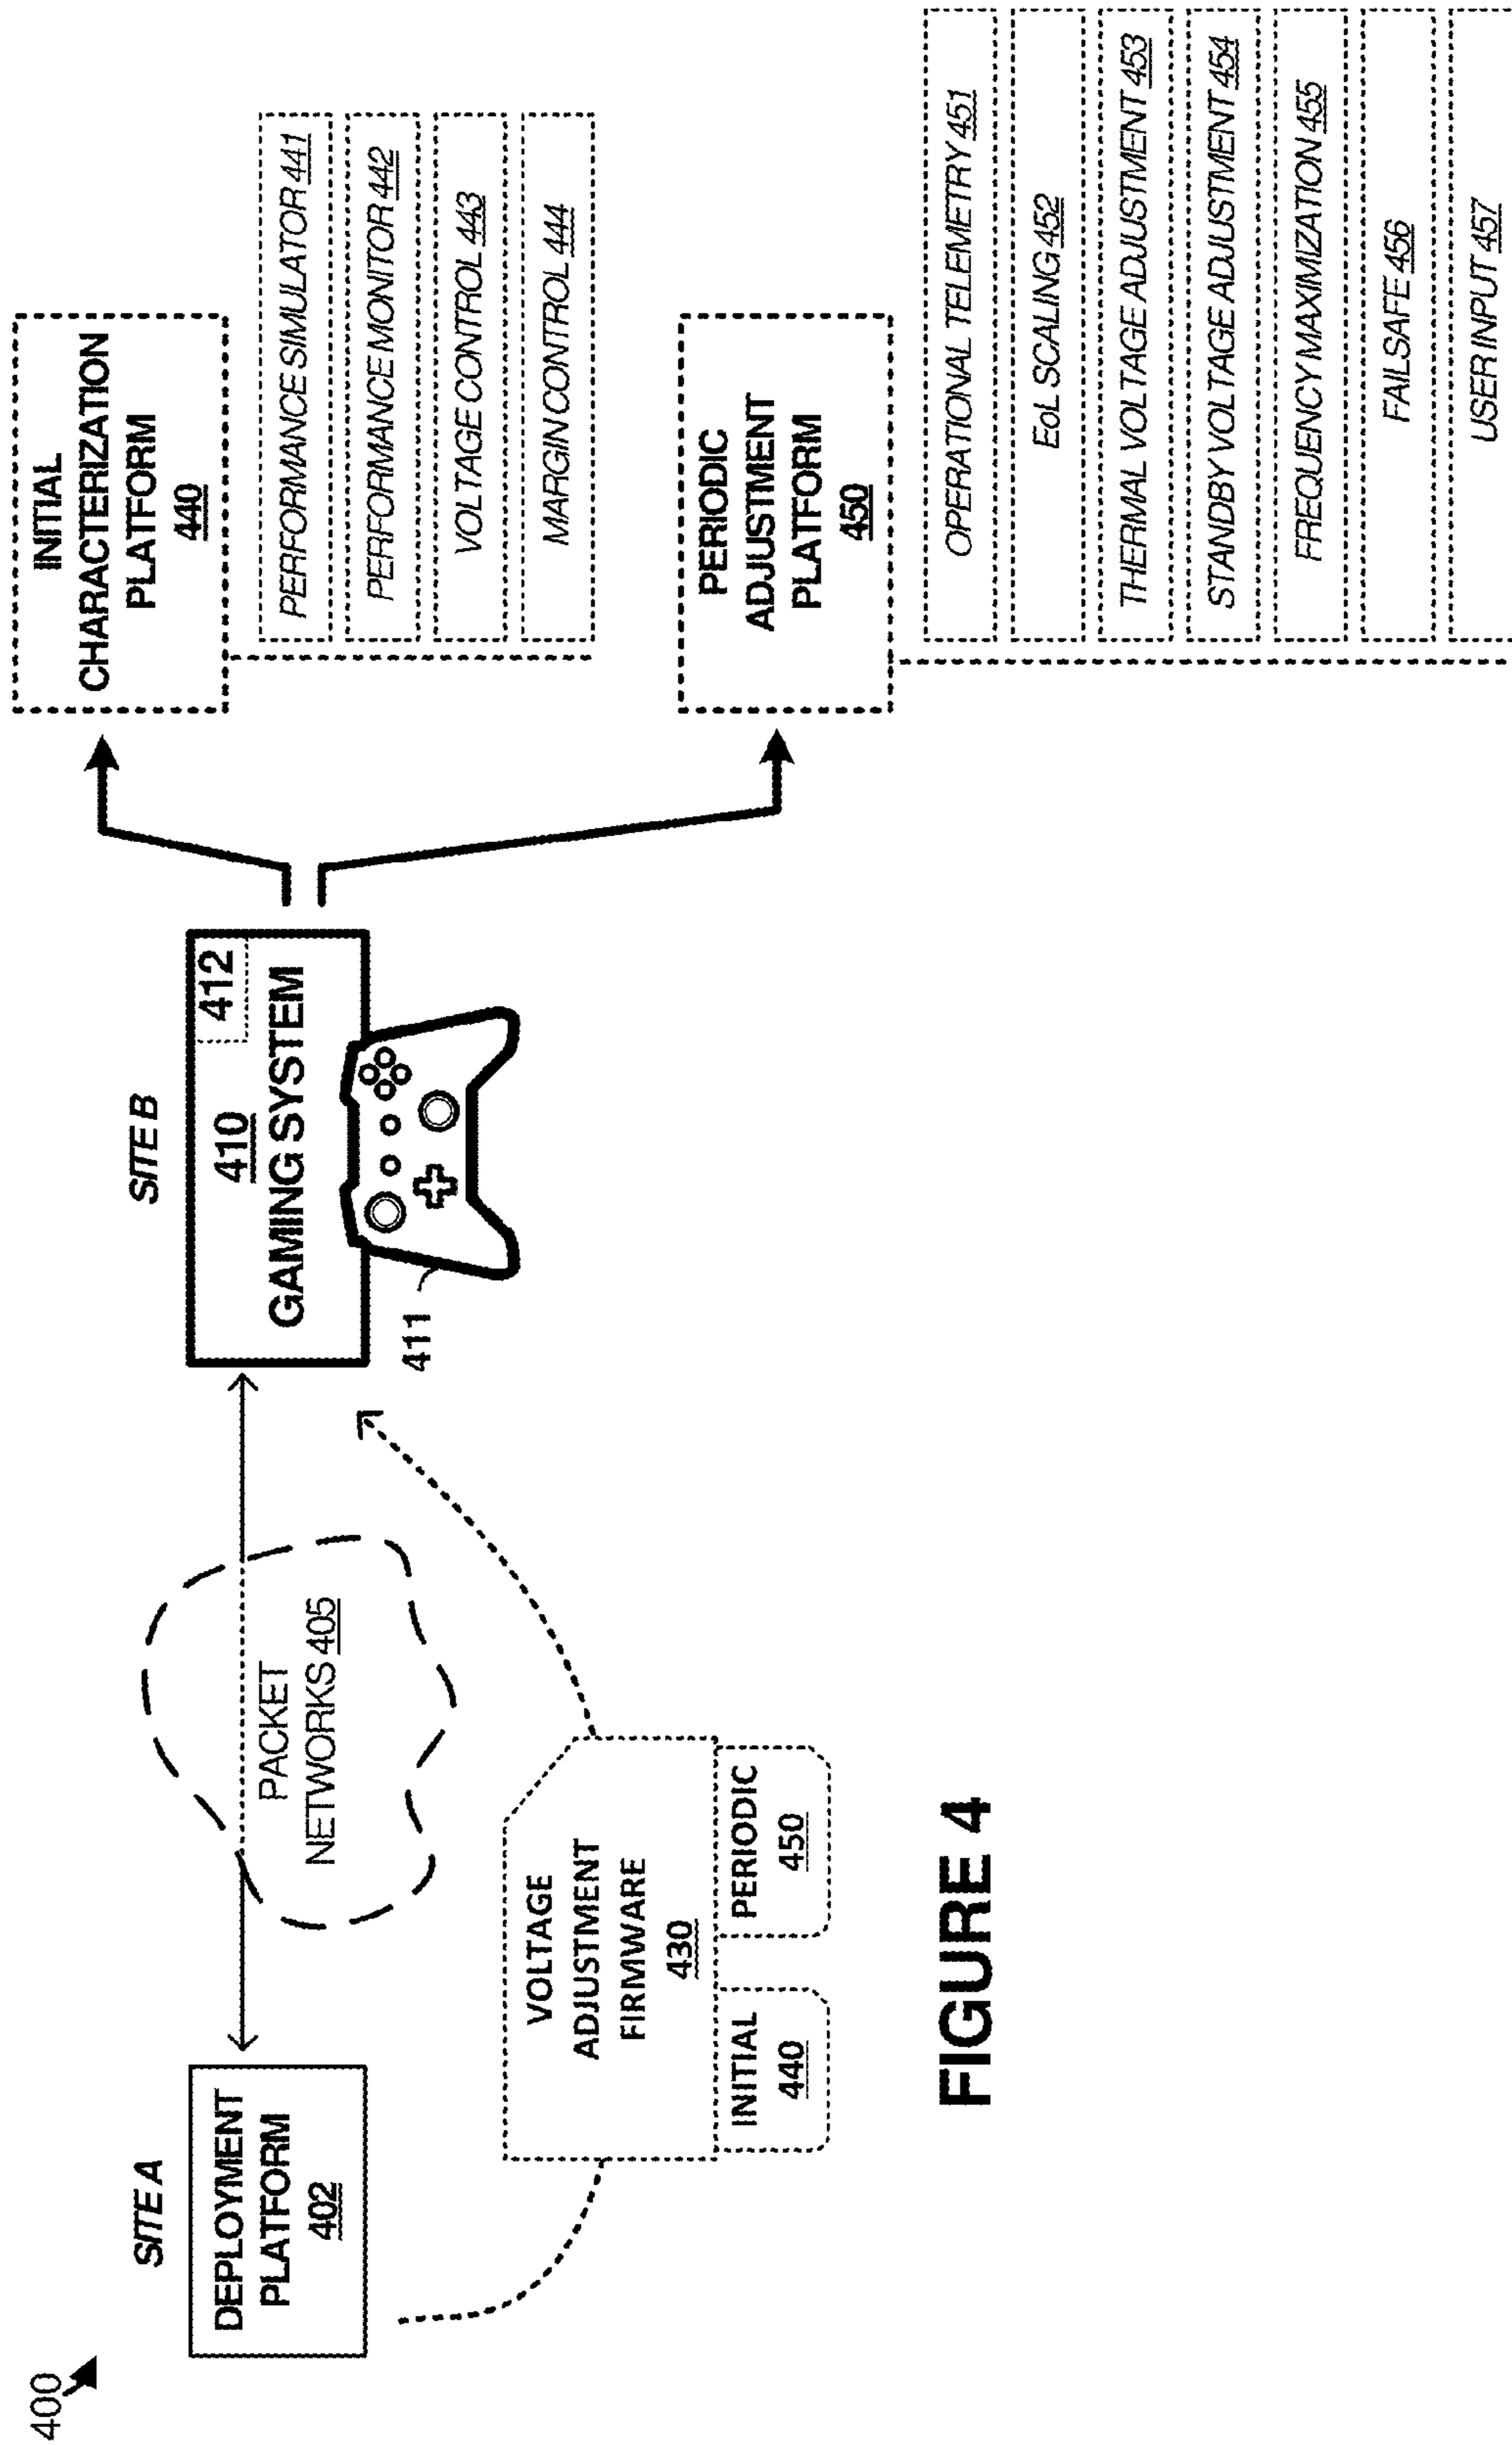 400
SITE A
DEPLOYMENT
PLATFORM
402
PACKET
NETWORKS 405
VOLTAGE
ADJUSTMENT
FIRMWARE
430
INITIAL
440
PERIODIC
450
SITE B
412
410
GAMING SYSTEM
411
INITIAL
CHARACTERIZATION
PLATFORM
440
PERFORMANCE SIMULATOR 441
PERFORMANCE MONITOR 442
VOLTAGE CONTROL 443
MARGIN CONTROL 444
PERIODIC
ADJUSTMENT
PLATFORM
450
OPERATIONAL TELEMETRY 451
EoL SCALING 452
THERMAL VOLTAGE ADJUSTMENT 453
STANDBY VOLTAGE ADJUSTMENT 454
FREQUENCY MAXIMIZATION 455
FAILSAFE 456
USER INPUT 457
FIGURE 4